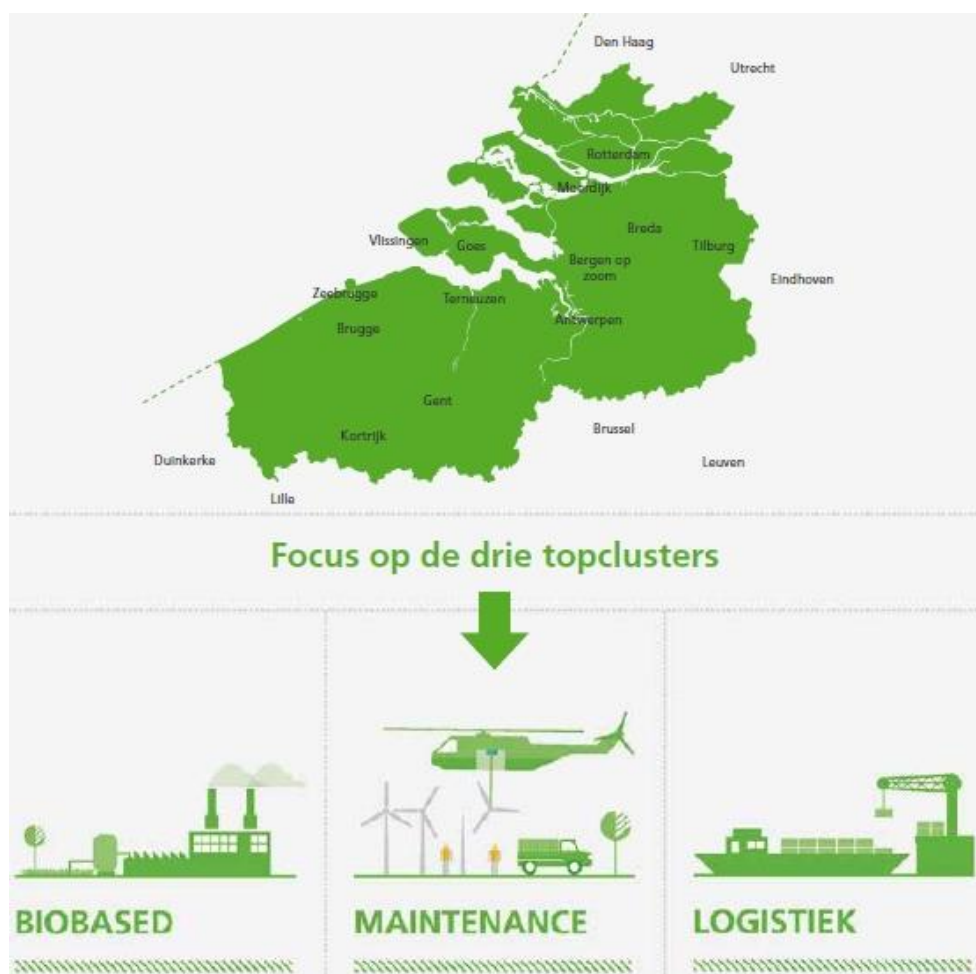 Den Haag
Utrecht
Rotterdam
Moerdijk
Breda
Vlissingen
Goes
Tilburg
Bergen op
zoom
Eindhoven
Zeebrugge
Terneuzen
Antwerpen
Brugge
Gent
Brussel
Kortrijk
Duinkerke
Leuven
Lille
Focus op de drie topclusters
BIOBASED
MAINTENANCE
LOGISTIEK